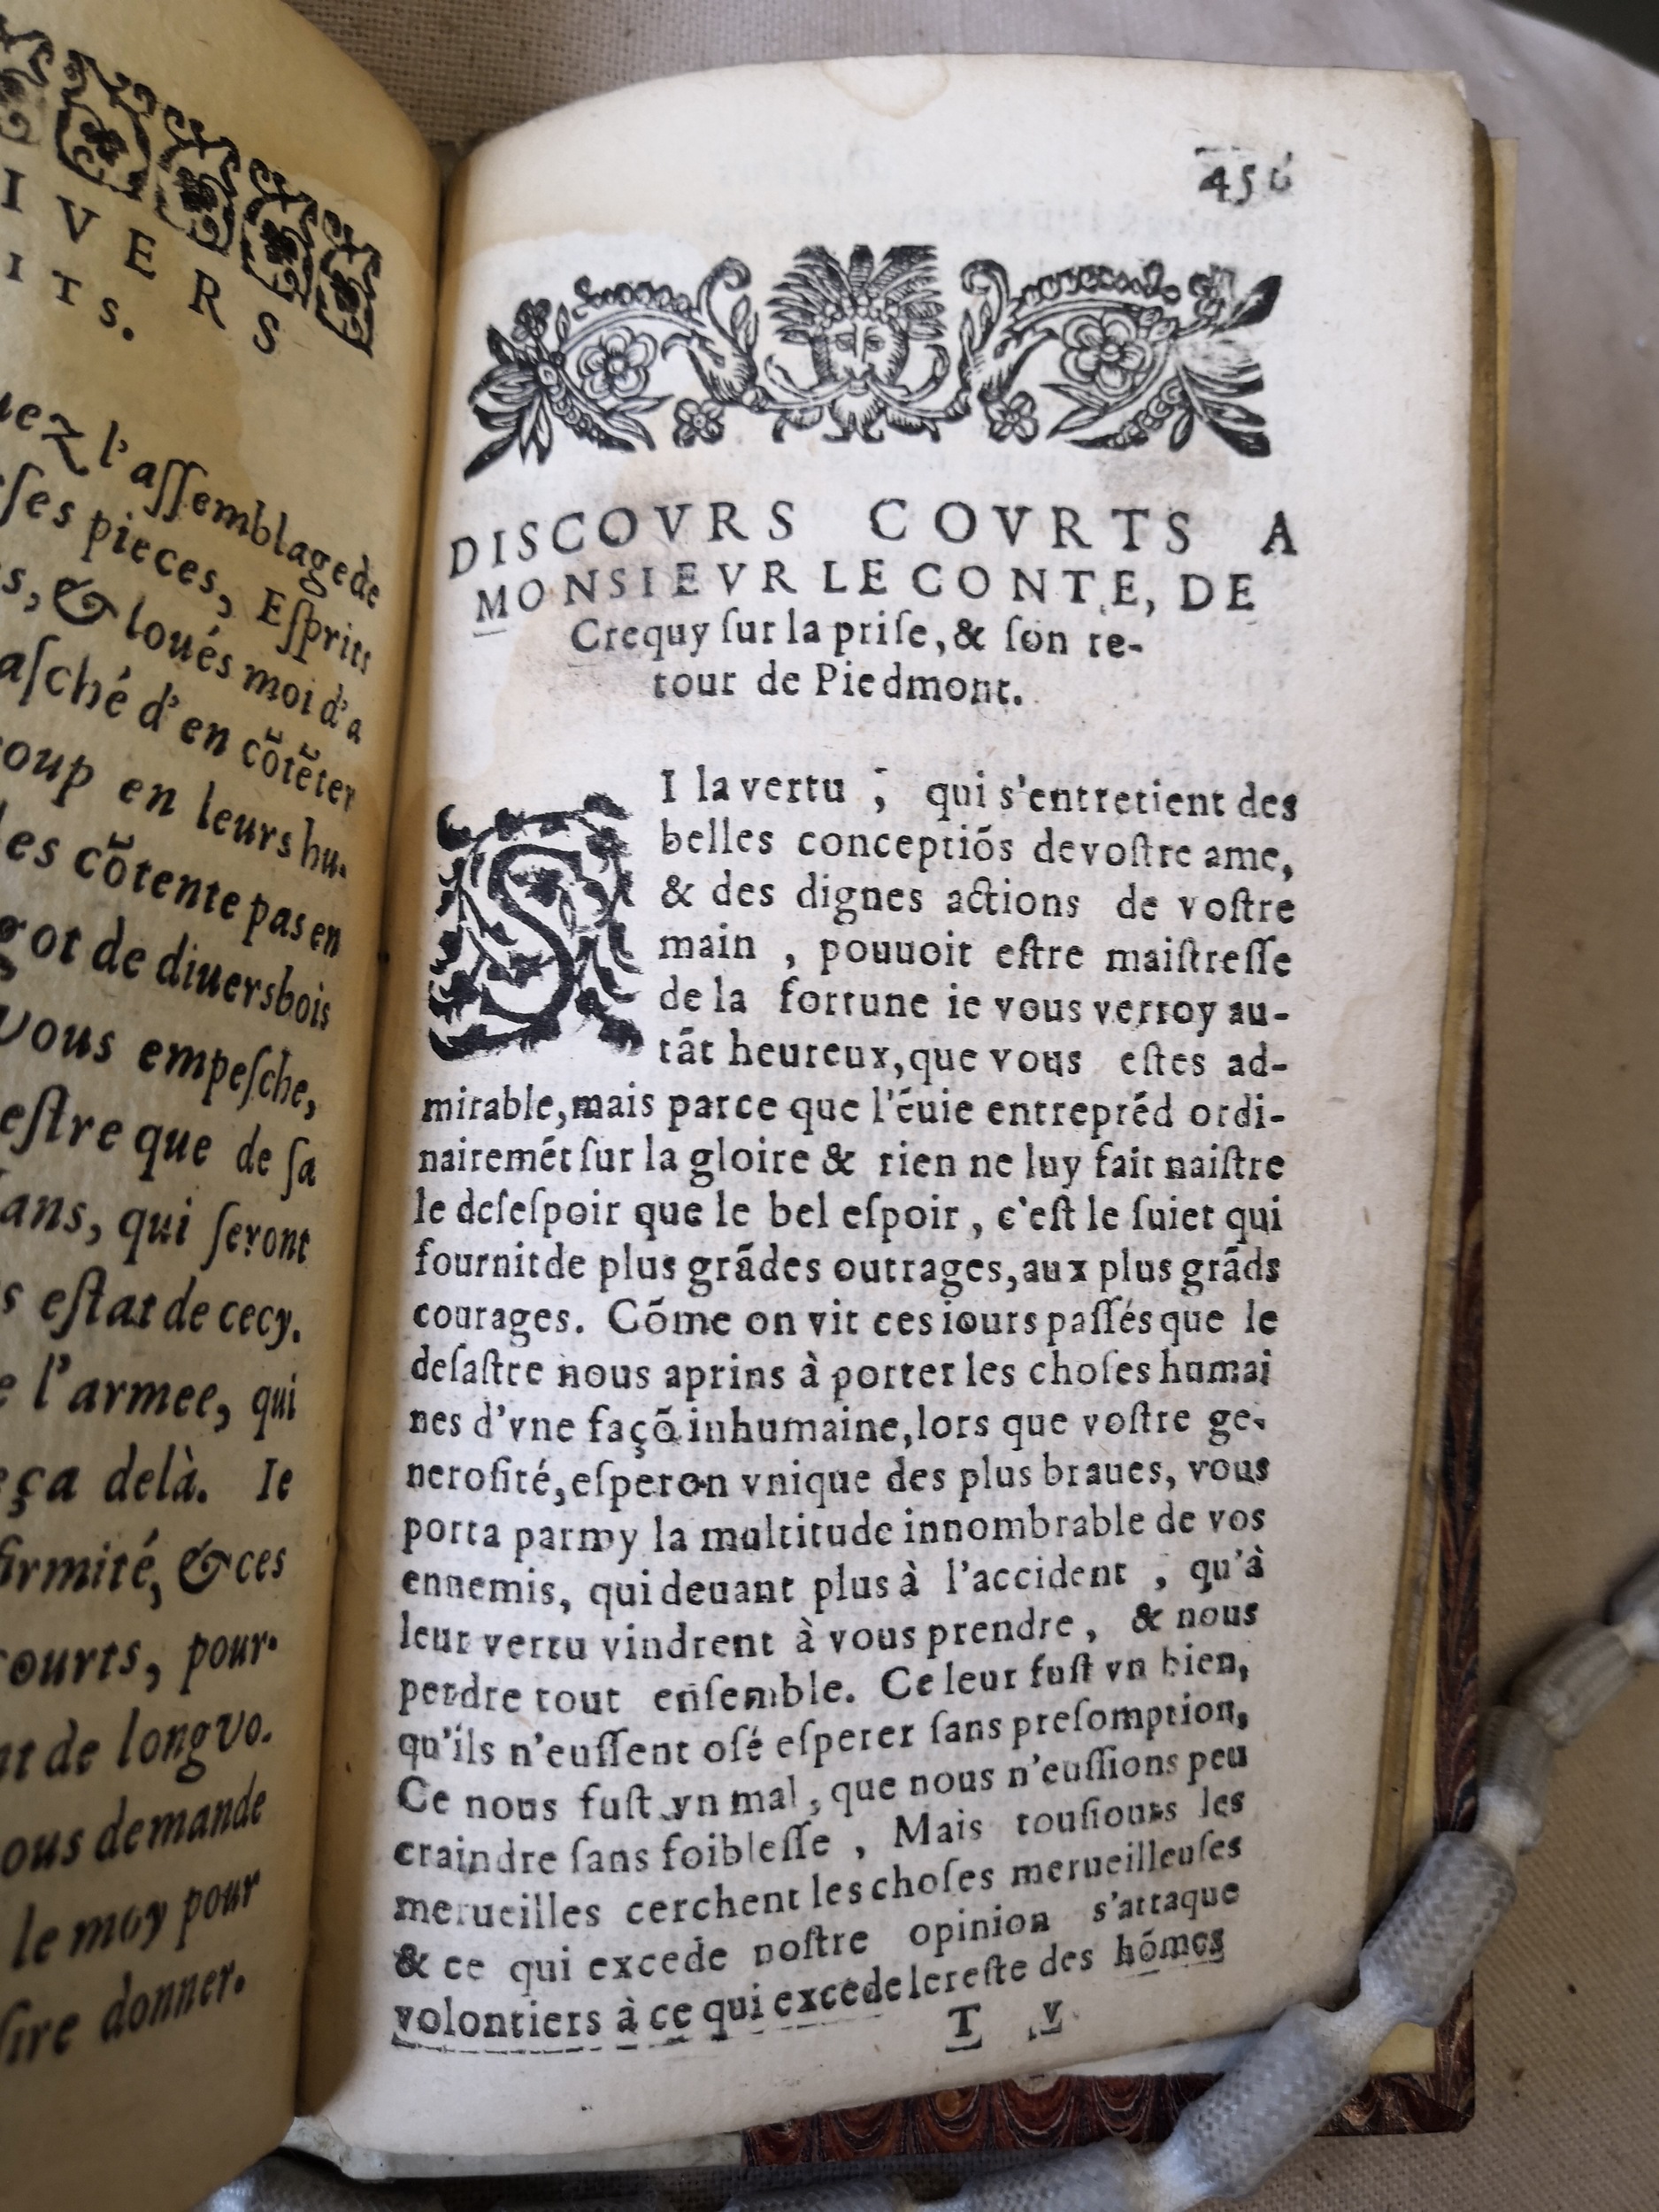 IVERS
ITS.
l'aſſemblage de
ſes pieces, Eſprits
s, & loués moi d'a
aſché d'en cõtẽter
coup en leurs hu-
les cõtente pas en
got de diuers bois
vous empeſche,
eſtre que de ſa
ans, qui ſeront
s eſtat de cecy.
e l'armee, qui
eça delà. Ie
firmité, & ces
courts, pour-
nt de long vo.
ous demande
le moy pour
ſire donner.
456
DISCOVRS COVRTS A
MONSIEVR LE CONTE, DE
Crequy ſur la priſe, & ſon re-
tour de Piedmont.
SI la vertu, qui s'entretient des
belles conceptiõs de voſtre ame,
& des dignes actions de voſtre
main, pouuoit eſtre maiſtreſſe
de la fortune ie vous verroy au-
tãt heureux, que vous eſtes ad-
mirable, mais parce que l'ẽuie entreprẽd ordi-
nairemẽt ſur la gloire & rien ne luy fait naiſtre
le deſeſpoir que le bel eſpoir, c'eſt le ſuiet qui
fournit de plus grãdes outrages, aux plus grãds
courages. Cõme on vit ces iours paſſés que le
deſaſtre nous aprins à porter les choſes humai
nes d'vne façõ inhumaine, lors que voſtre ge-
neroſité, eſperon vnique des plus braues, vous
porta parmy la multitude innombrable de vos
ennemis, qui deuant plus à l'accident, qu'à
leur vertu vindrent à vous prendre, & nous
perdre tout enſemble. Ce leur fuſt vn bien,
qu'ils n'euſſent oſé eſperer ſans preſomption,
Ce nous fuſt vn mal, que nous n'euſſions peu
craindre ſans foibleſſe, Mais touſiours les
merueilles cerchent les choſes merueilleuſes
& ce qui excede noſtre opinion s'attaque
volontiers à ce qui excede le reſte des hõmes
T v